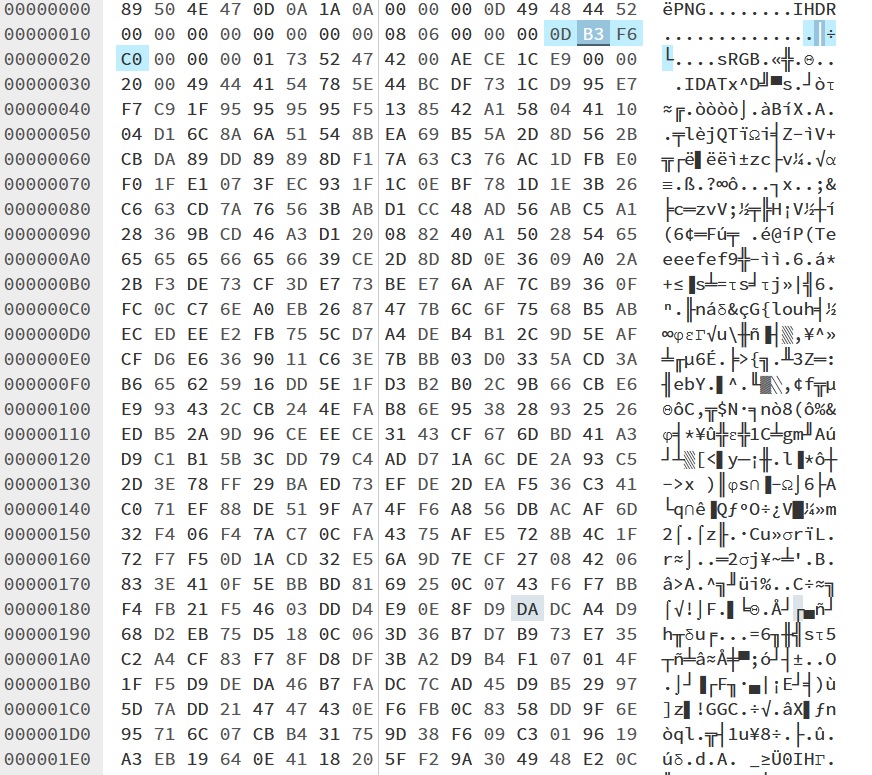 00000000 89 50 4E 47 0D 0A 1A 0A 00 00 00 0D 49 48 44 52 ëPNG........IHDR
00000010 00 00 00 00 00 00 00 00 08 06 00 00 00 0D B3 F6
00000020 C0 00 00 00 01 73 52 47 42 00 AE CE 1C E9 00 00 └....sRGB.«╬.Θ..
00000030 20 00 49 44 41 54 78 5E 44 BC DF 73 1C D9 95 E7 .IDATx^D╝▀s.┘òτ
00000040 F7 C9 1F 95 95 95 95 F5 13 85 42 A1 58 04 41 10 ≈╔.òòòò⌡.àBíX.A.
00000050 04 D1 6C 8A 6A 51 54 8B EA 69 B5 5A 2D 8D 56 2B .╤lèjQTïΩi╡Z-ìV+
00000060 CB DA 89 DD 89 89 8D F1 7A 63 C3 76 AC 1D FB E0 ╦┌ë▌ëëì±zc├v¼.√α
00000070 F0 1F E1 07 3F EC 93 1F 1C 0E BF 78 1D 1E 3B 26 ≡.ß.?∞ô...┐x..;&
00000080 C6 63 CD 7A 76 56 3B AB D1 CC 48 AD 56 AB C5 A1 ╞c═zvV;½╤╠H¡V½┼í
00000090 28 36 9B CD 46 A3 D1 20 08 82 40 A1 50 28 54 65 (6¢═Fú╤ .é@íP(Te
000000A0 65 65 65 66 65 66 39 CE 2D 8D 8D 0E 36 09 A0 2A eeefef9╬-ìì.6.á*
000000B0 2B F3 DE 73 CF 3D E7 73 BE E7 6A AF 7C B9 36 0F +≤▐s╧=τs╛τj»|╣6.
000000C0 FC 0C C7 6E A0 EB 26 87 47 7B 6C 6F 75 68 B5 AB ⁿ.╟náδ&çG{louh╡½
000000D0 EC ED EE E2 FB 75 5C D7 A4 DE B4 B1 2C 9D 5E AF ∞φεΓ√u\╫ñ▐┤▒,¥^»
000000E0 CF D6 E6 36 90 11 C6 3E 7B BB 03 D0 33 5A CD 3A ╧╓µ6É.╞>{╗.╨3Z═:
000000F0 B6 65 62 59 16 DD 5E 1F D3 B2 B0 2C 9B 66 CB E6 ╢ebY.▌^.╙▓░,¢f╦µ
00000100 E9 93 43 2C CB 24 4E FA B8 6E 95 38 28 93 25 26 ΘôC,╦$N·╕nò8(ô%&
00000110 ED B5 2A 9D 96 CE EE CE 31 43 CF 67 6D BD 41 A3 φ╡*¥û╬ε╬1C╧gm╜Aú
00000120 D9 C1 B1 5B 3C DD 79 C4 AD D7 1A 6C DE 2A 93 C5 ┘┴▒[<▌y─¡╫.l▐*ô┼
00000130 2D 3E 78 FF 29 BA ED 73 EF DE 2D EA F5 36 C3 41 ->x )║φs∩▐-Ω⌡6├A
00000140 C0 71 EF 88 DE 51 9F A7 4F F6 A8 56 DB AC AF 6D └q∩ê▐QƒºO÷¿V█¼»m
00000150 32 F4 06 F4 7A C7 C0 FA 43 75 AF E5 72 8B 4C 1F 2⌠.⌠z╟└·Cu»σrïL.
00000160 72 F7 F5 0D 1A CD 32 E5 6A 9D 7E CF 27 08 42 06 r≈⌡..═2σj¥~╧'.B.
00000170 83 3E 41 0F 5E BB BD 81 69 25 0C 07 43 F6 F7 BB â>A.^╗╜üi%..C÷≈╗
00000180 F4 FB 21 F5 46 03 DD D4 E9 0E 8F D9 DA DC A4 D9 ⌠√!⌡F.▌╘Θ.Å┘┌▄ñ┘
00000190 68 D2 EB 75 D5 18 0C 06 3D 36 B7 D7 B9 73 E7 35 h╥δu╒...=6╖╫╣sτ5
000001A0 C2 A4 CF 83 F7 8F D8 DF 3B A2 D9 B4 F1 07 01 4F ┬ñ╧â≈Å╪▀;ó┘┤±..O
000001B0 1F F5 D9 DE DA 46 B7 FA DC 7C AD 45 D9 B5 29 97 .⌡┘▐┌F╖·▄|¡E┘╡)ù
000001C0 5D 7A DD 21 47 47 43 0E F6 FB 0C 83 58 DD 9F 6E ]z▌!GGC.÷√.âX▌ƒn
000001D0 95 71 6C 07 CB B4 31 75 9D 38 F6 09 C3 01 96 19 òql.╦┤1u¥8÷.├.û.
000001E0 A3 EB 19 64 0E 41 18 20 5F F2 9A 30 49 48 E2 0C úδ.d.A. _≥Ü0IHΓ.